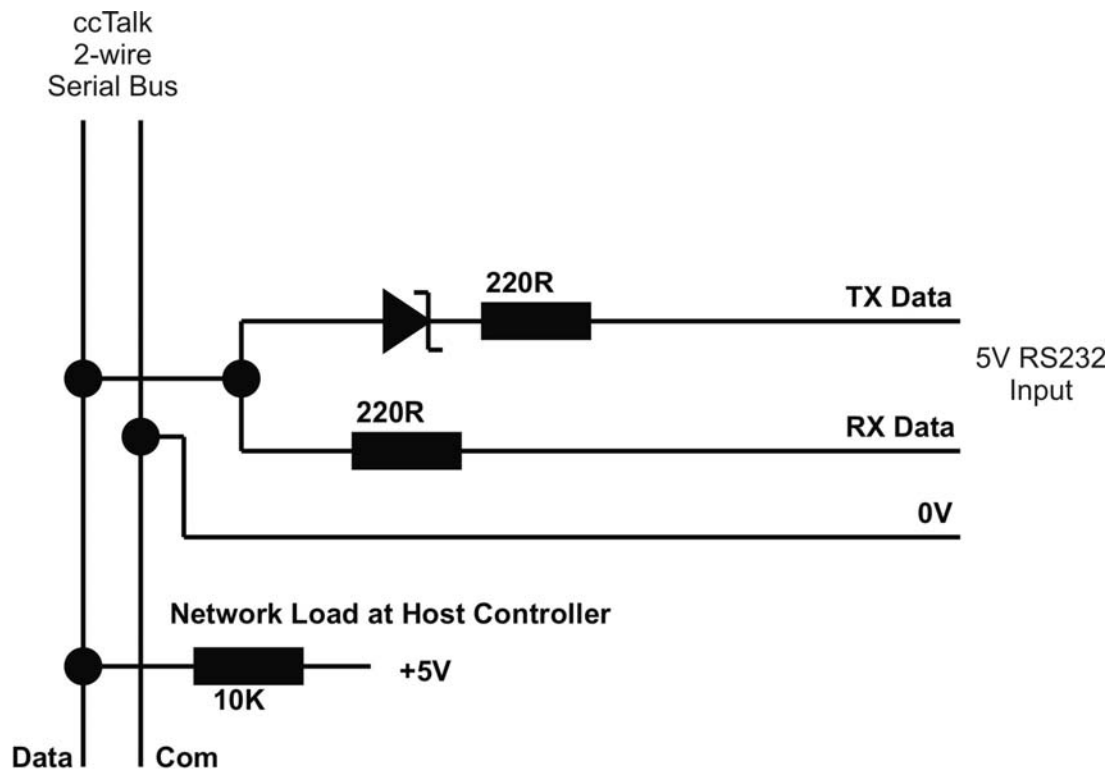 ccTalk
2-wire
Serial Bus
220R
TX Data
5V RS232
Input
220R
RX Data
0V
Network Load at Host Controller
+5V
10K
Data
Com